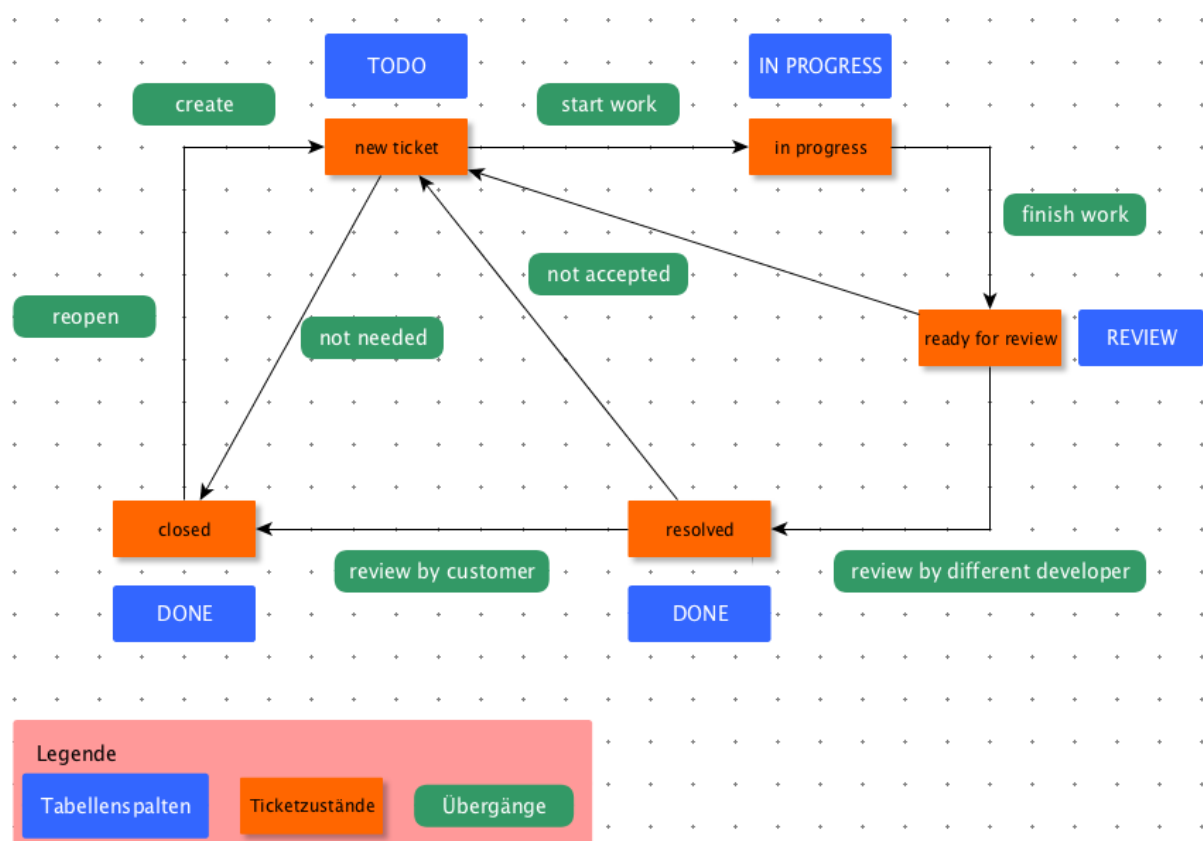 TODO
IN PROGRESS
create
start work
new ticket
in progress
finish work
not accepted
reopen
not needed
ready for review
REVIEW
closed
resolved
review by customer
review by different developer
DONE
DONE
Legende
Tabellenspalten
Ticketzustände
Übergänge